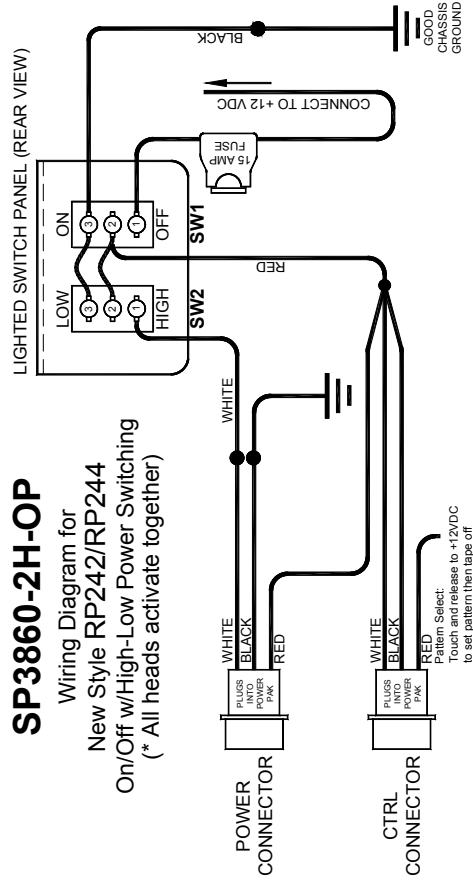 SP3860-2H-OP
Wiring Diagram for
New Style RP242/RP244
On/Off w/High-Low Power Switching
(* All heads activate together)
LIGHTED SWITCH PANEL (REAR VIEW)
LOW
3
2
1
HIGH
SW2
ON
3
2
1
OFF
SW1
BLACK
GOOD
CHASSIS
GROUND
15 AMP
FUSE
CONNECT TO +12 VDC
RED
WHITE
POWER
CONNECTOR
PLUGS
INTO
POWER
PAK
WHITE
BLACK
RED
CTRL
CONNECTOR
PLUGS
INTO
POWER
PAK
WHITE
BLACK
RED
Pattern Select:
Touch and release to +12VDC
to set pattern then tape off